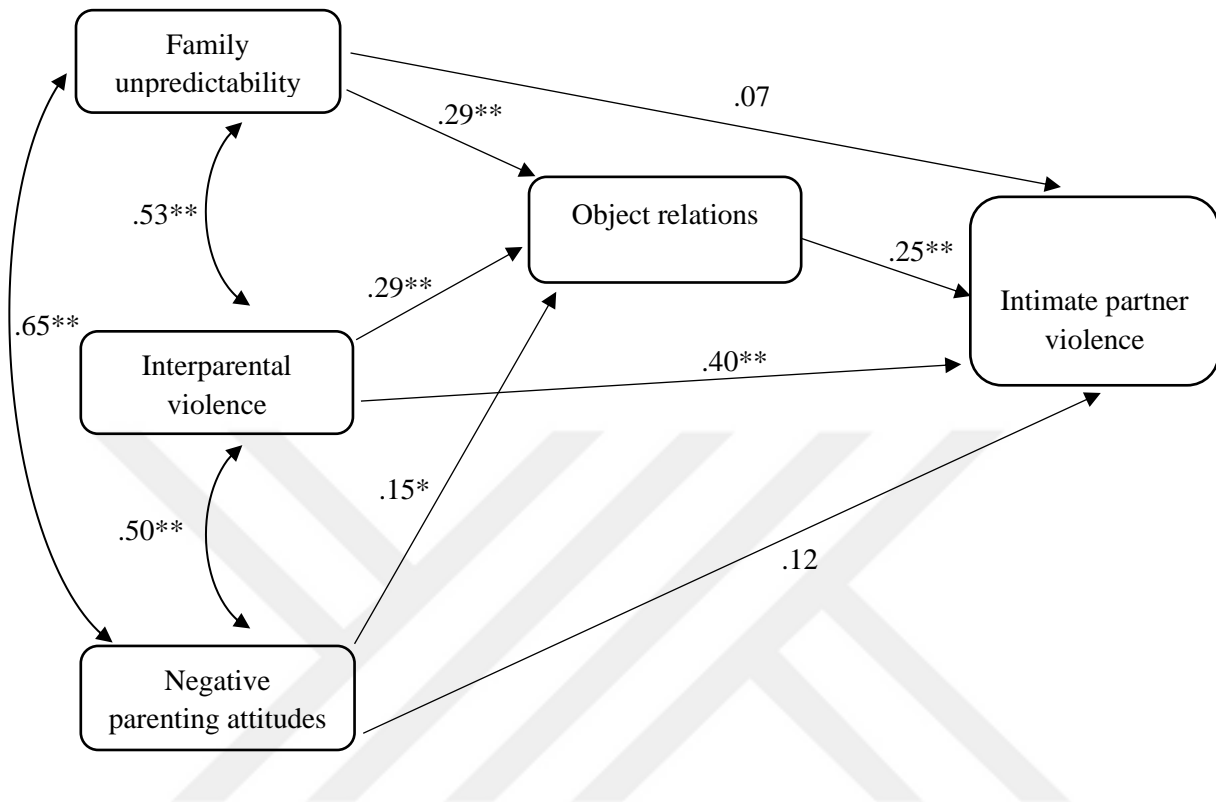 Family
unpredictability
.07
.29**
.53**
Object relations
.25**
.29**
Intimate partner
violence
.65**
Interparental
violence
.40**
.15*
.50**
.12
Negative
parenting attitudes